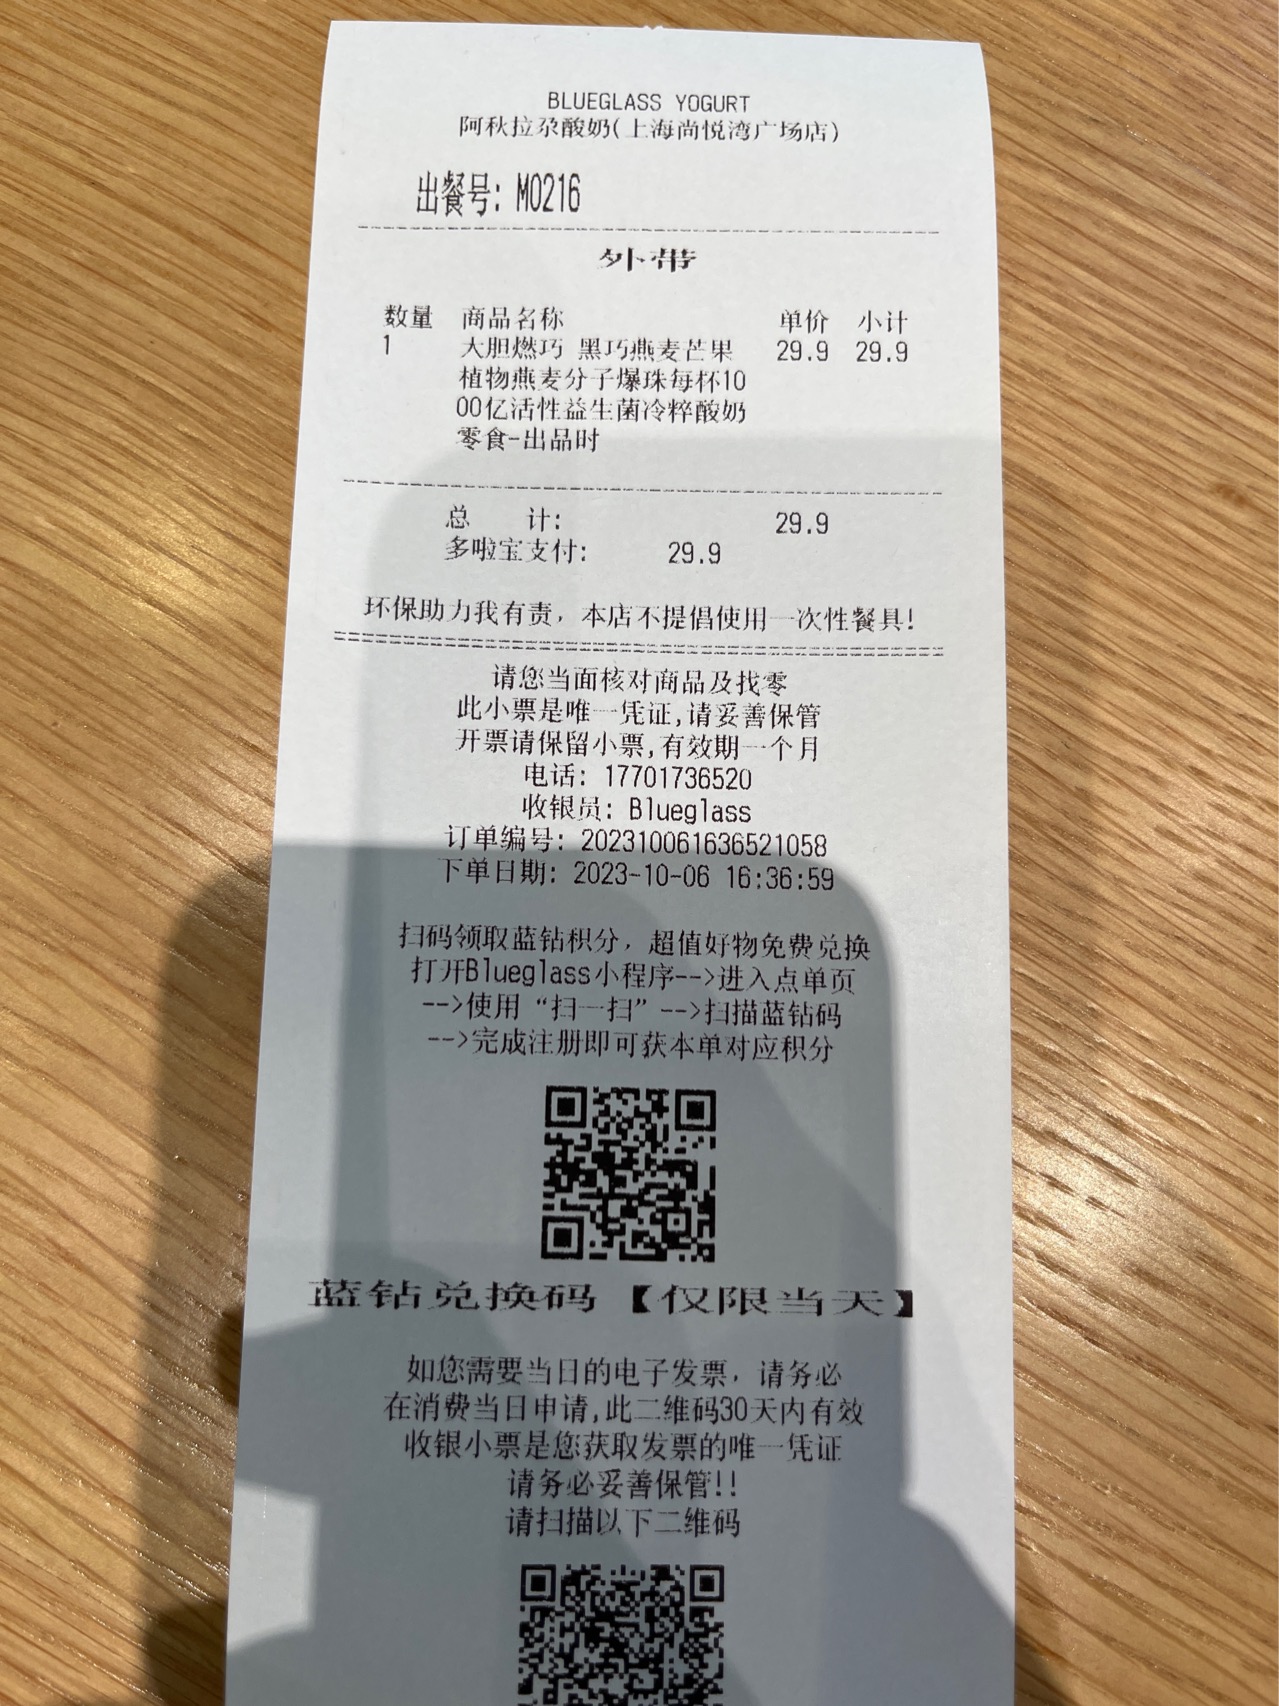 BLUEGLASS YOGURT
阿秋拉尕酸奶(上海尚悦湾广场店)
出餐号: M0216
外带
数量 商品名称 单价 小计
1 大胆燃巧 黑巧燕麦芒果 29.9 29.9
植物燕麦分子爆珠每杯10
00亿活性益生菌冷粹酸奶
零食-出品时
总 计: 29.9
多啦宝支付: 29.9
环保助力我有责，本店不提倡使用一次性餐具!
请您当面核对商品及找零
此小票是唯一凭证,请妥善保管
开票请保留小票,有效期一个月
电话: 17701736520
收银员: Blueglass
订单编号: 202310061636521058
下单日期: 2023-10-06 16:36:59
扫码领取蓝钻积分，超值好物免费兑换
打开Blueglass小程序-->进入点单页
-->使用“扫一扫”-->扫描蓝钻码
-->完成注册即可获本单对应积分
蓝钻兑换码【仅限当天】
如您需要当日的电子发票，请务必
在消费当日申请,此二维码30天内有效
收银小票是您获取发票的唯一凭证
请务必妥善保管!!
请扫描以下二维码